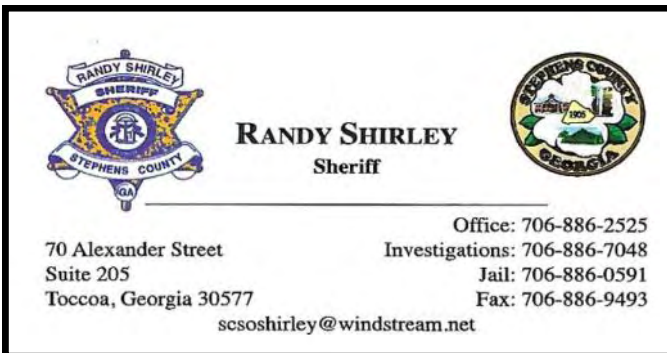 RANDY SHIRLEY
SHERIFF
STEPHENS COUNTY
GA
STEPHENS COUNTY
1905
GEORGIA
RANDY SHIRLEY
Sheriff
70 Alexander Street
Suite 205
Toccoa, Georgia 30577
Office: 706-886-2525
Investigations: 706-886-7048
Jail: 706-886-0591
Fax: 706-886-9493
scsoshirley@windstream.net